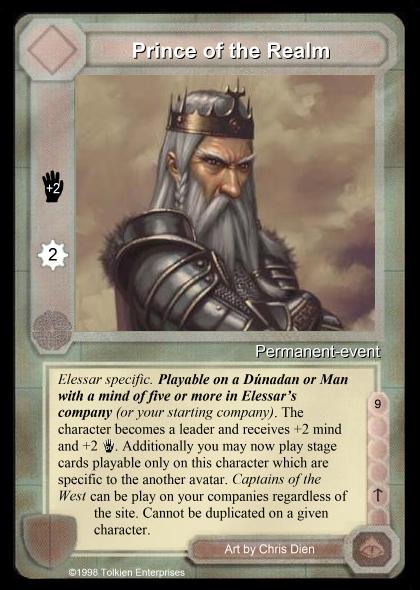 Prince of the Realm
+2
2
Permanent-event
Elessar specific. Playable on a Dúnadan or Man
with a mind of five or more in Elessar's
company (or your starting company). The
character becomes a leader and receives +2 mind
and +2 . Additionally you may now play stage
cards playable only on this character which are
specific to the another avatar. Captains of the
West can be play on your companies regardless of
the site. Cannot be duplicated on a given
character.
9
Art by Chris Dien
©1998 Tolkien Enterprises